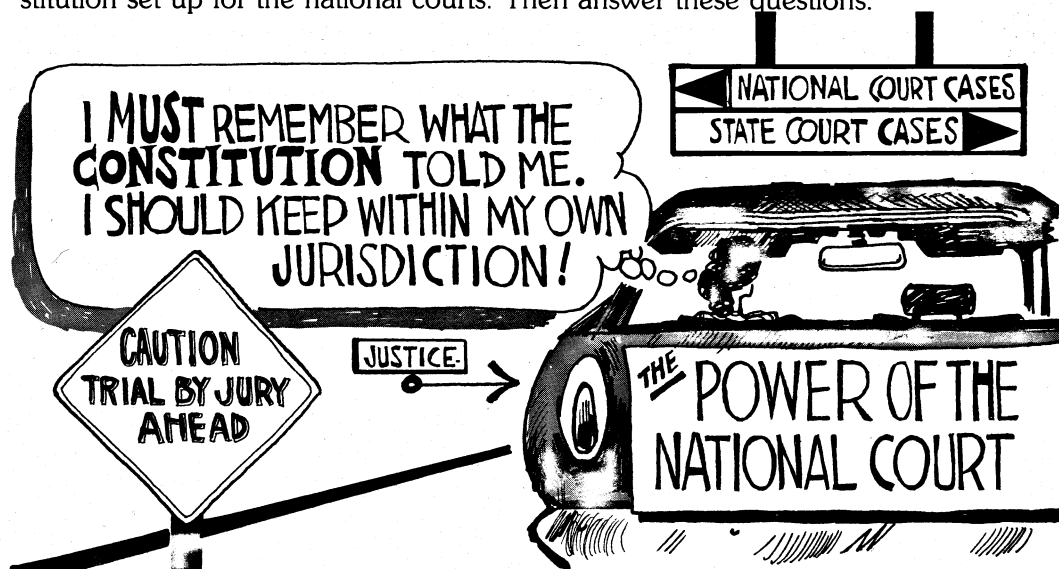 stitution set up for the national courts. Then answer these questions.
NATIONAL COURT CASES
STATE COURT CASES
I MUST REMEMBER WHAT THE
CONSTITUTION TOLD ME.
I SHOULD KEEP WITHIN MY OWN
JURISDICTION!
CAUTION
TRIAL BY JURY
AHEAD
JUSTICE
THE POWER OF THE
NATIONAL COURT